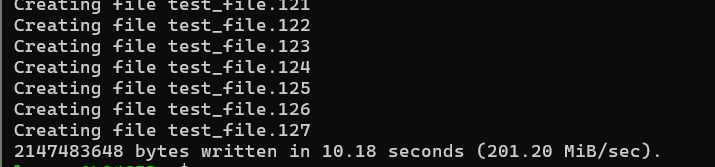 Creating file test_file.121
Creating file test_file.122
Creating file test_file.123
Creating file test_file.124
Creating file test_file.125
Creating file test_file.126
Creating file test_file.127
2147483648 bytes written in 10.18 seconds (201.20 MiB/sec).